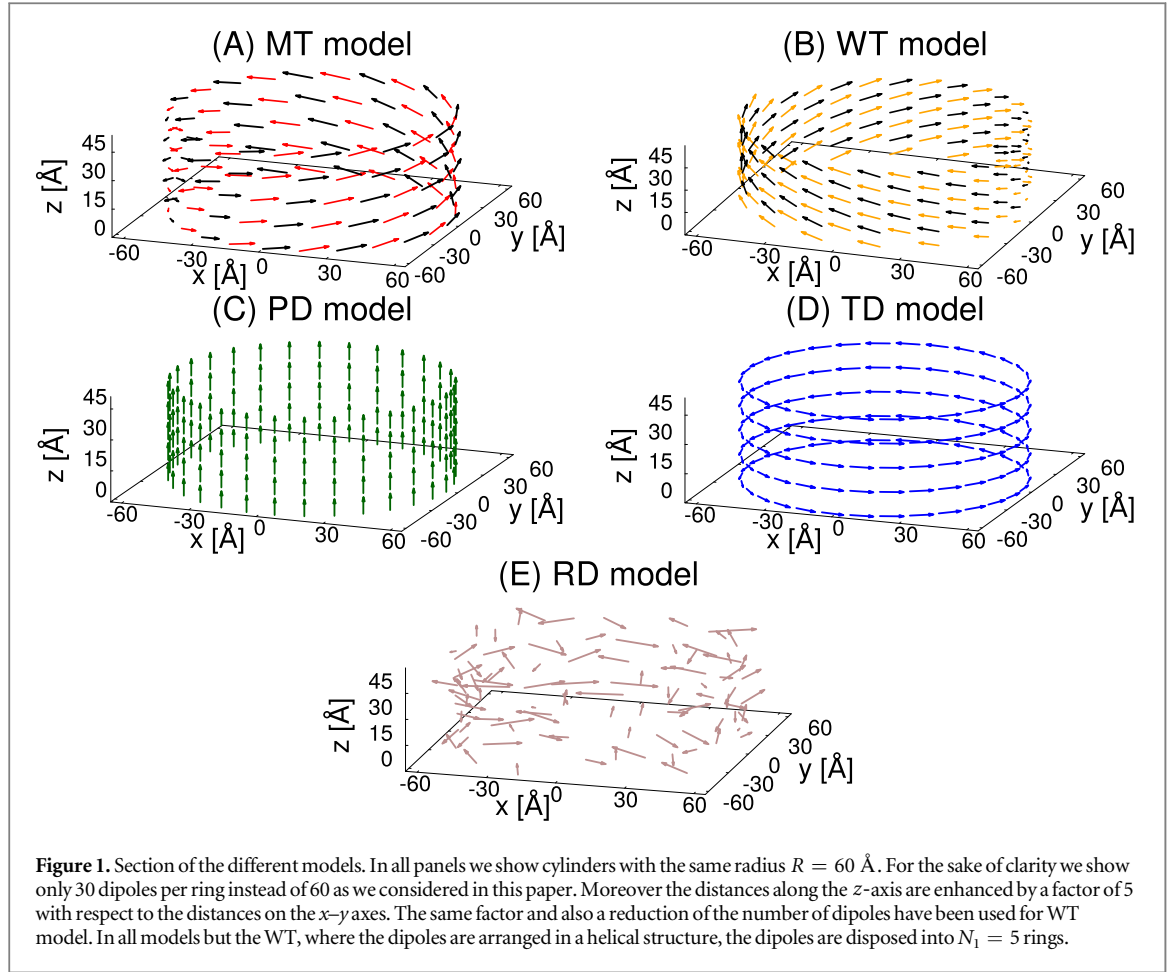 (A) MT model
(B) WT model
z [Å]
45
30
15
0
-60
-30
0
30
60
x [Å]
-60
-30
0
30
60
y [Å]
z [Å]
45
30
15
0
-60
-30
0
30
60
x [Å]
-60
-30
0
30
60
y [Å]
(C) PD model
(D) TD model
z [Å]
45
30
15
0
-60
-30
0
30
60
x [Å]
-60
-30
0
30
60
y [Å]
z [Å]
45
30
15
0
-60
-30
0
30
60
x [Å]
-60
-30
0
30
60
y [Å]
(E) RD model
z [Å]
45
30
15
0
-60
-30
0
30
60
x [Å]
-60
-30
0
30
60
y [Å]
Figure 1. Section of the different models. In all panels we show cylinders with the same radius R = 60 Å. For the sake of clarity we show
only 30 dipoles per ring instead of 60 as we considered in this paper. Moreover the distances along the z-axis are enhanced by a factor of 5
with respect to the distances on the x–y axes. The same factor and also a reduction of the number of dipoles have been used for WT
model. In all models but the WT, where the dipoles are arranged in a helical structure, the dipoles are disposed into N₁ = 5 rings.